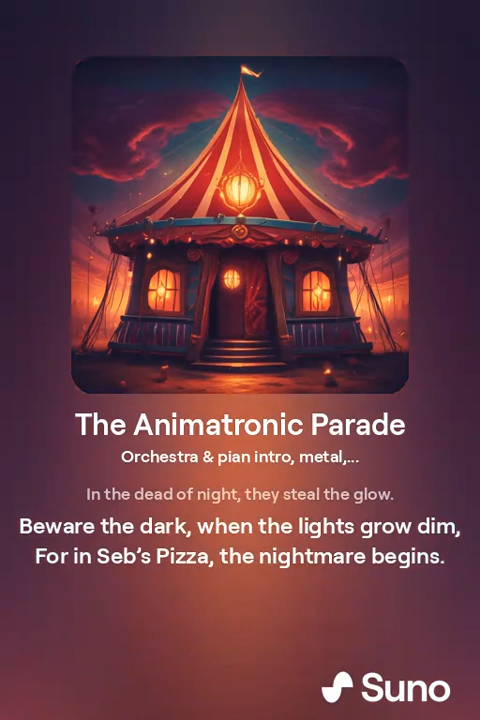 The Animatronic Parade
Orchestra & pian intro, metal,...
In the dead of night, they steal the glow.
Beware the dark, when the lights grow dim,
For in Seb's Pizza, the nightmare begins.
Suno